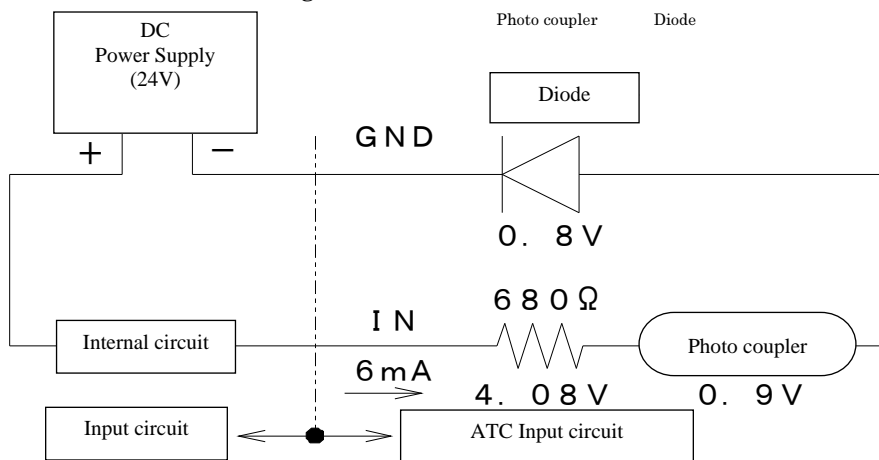 g
Photo coupler Diode
DC
Power Supply
(24V)
Diode
+ − GND
0. 8V
680Ω
IN
Internal circuit
Photo coupler
6mA
4. 08V 0. 9V
Input circuit
ATC Input circuit